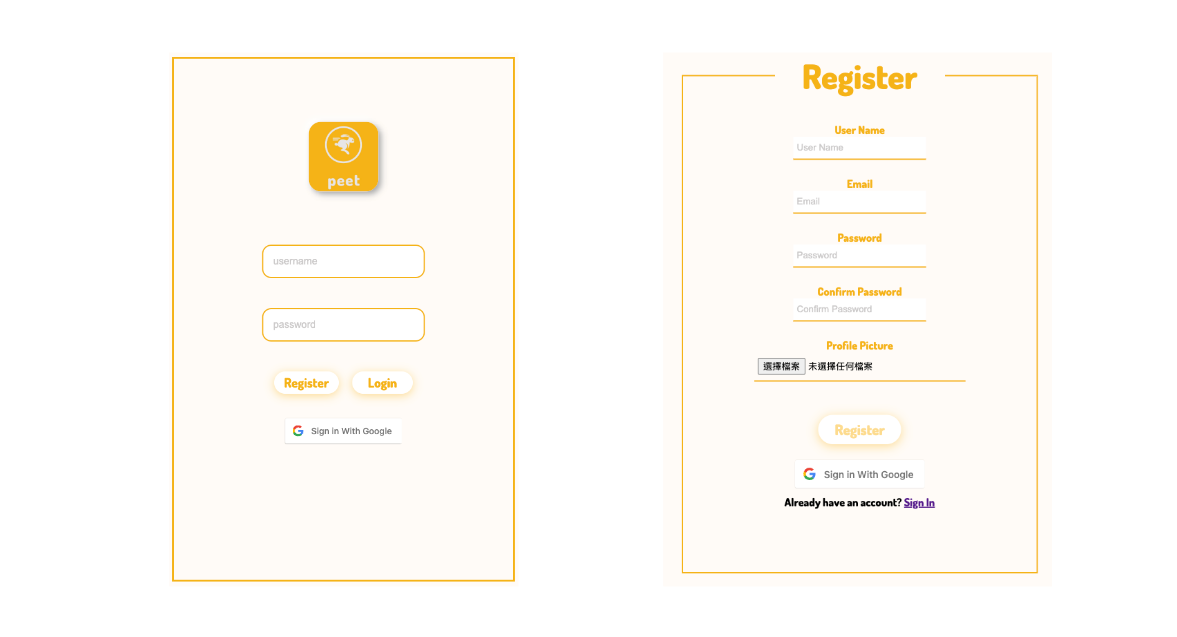 peet
username
password
Register Login
Sign in With Google
Register
User Name
User Name
Email
Email
Password
Password
Confirm Password
Confirm Password
Profile Picture
選擇檔案 未選擇任何檔案
Register
Sign in With Google
Already have an account? Sign In